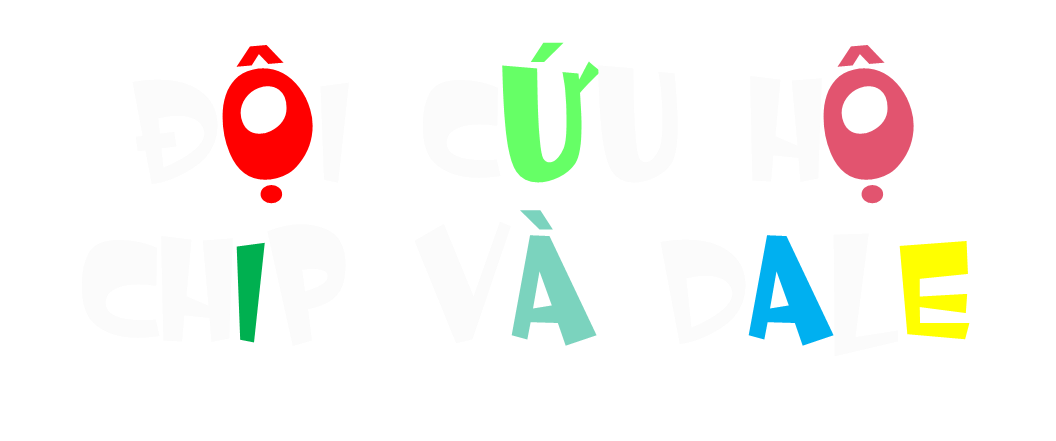 ĐỘI CỨU HỘ
CHIP VÀ DALE